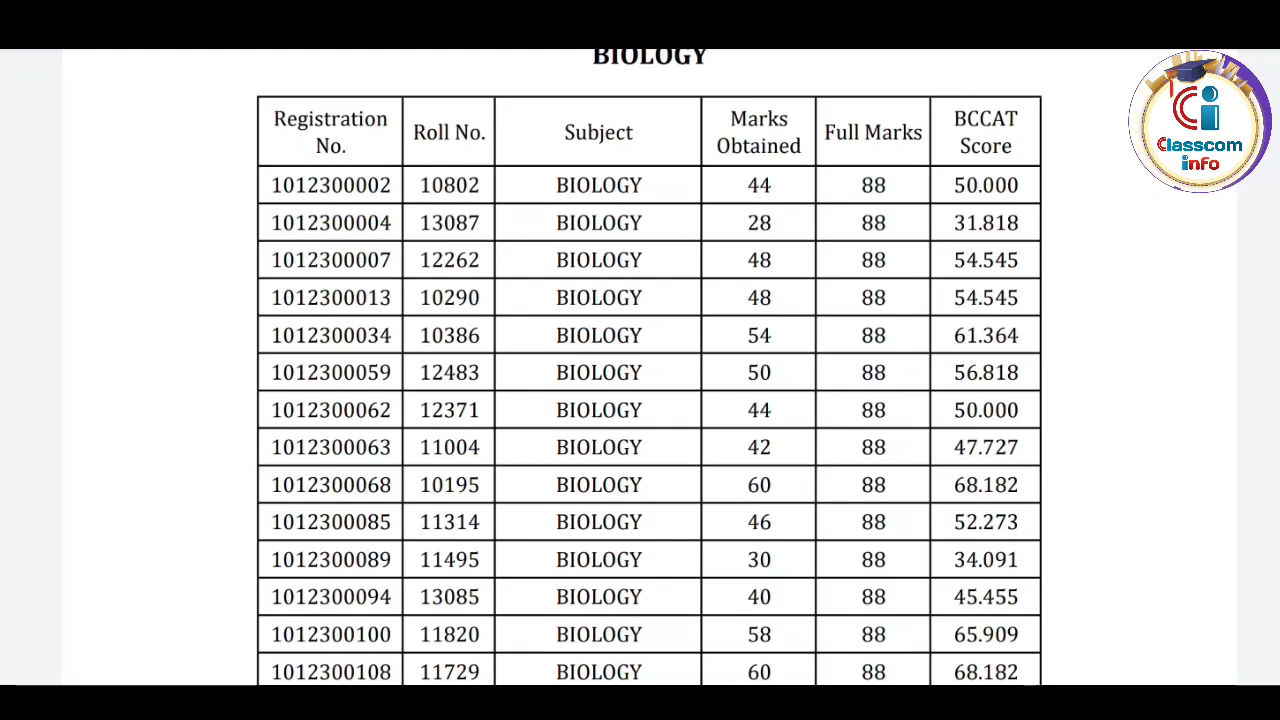 BIOLOGY
Registration No. Roll No. Subject Marks Obtained Full Marks BCCAT Score
1012300002 10802 BIOLOGY 44 88 50.000
1012300004 13087 BIOLOGY 28 88 31.818
1012300007 12262 BIOLOGY 48 88 54.545
1012300013 10290 BIOLOGY 48 88 54.545
1012300034 10386 BIOLOGY 54 88 61.364
1012300059 12483 BIOLOGY 50 88 56.818
1012300062 12371 BIOLOGY 44 88 50.000
1012300063 11004 BIOLOGY 42 88 47.727
1012300068 10195 BIOLOGY 60 88 68.182
1012300085 11314 BIOLOGY 46 88 52.273
1012300089 11495 BIOLOGY 30 88 34.091
1012300094 13085 BIOLOGY 40 88 45.455
1012300100 11820 BIOLOGY 58 88 65.909
1012300108 11729 BIOLOGY 60 88 68.182
Ci
Classcom
info